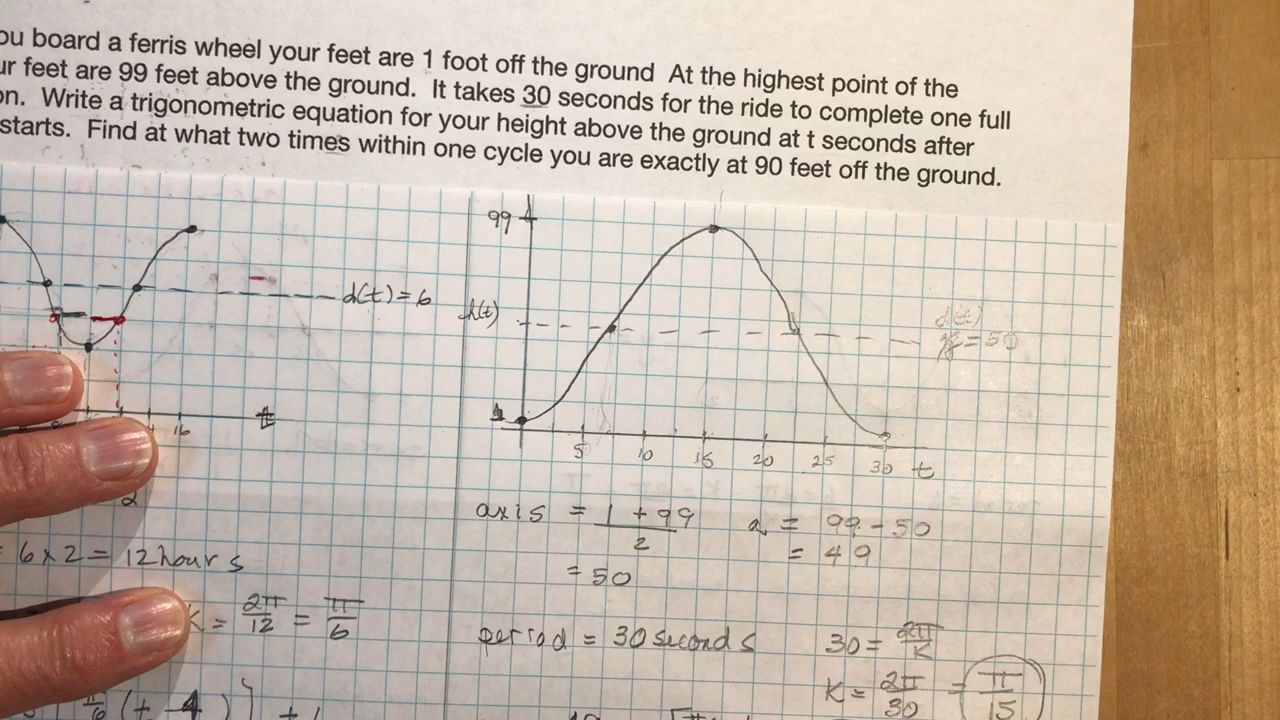 ou board a ferris wheel your feet are 1 foot off the ground At the highest point of the
ur feet are 99 feet above the ground. It takes 30 seconds for the ride to complete one full
on. Write a trigonometric equation for your height above the ground at t seconds after
starts. Find at what two times within one cycle you are exactly at 90 feet off the ground.
d(t) = 6
16
t
= 6 x 2 = 12 hours
K = 2π/12 = π/6
π/6 (t - 4)
99
h(t)
d(t)
y = 50
1
5 10 15 20 25 30 t
axis = 1 + 99 / 2
= 50
a = 99 - 50
= 49
period = 30 seconds
30 = 2π/K
K = 2π/30 = π/15